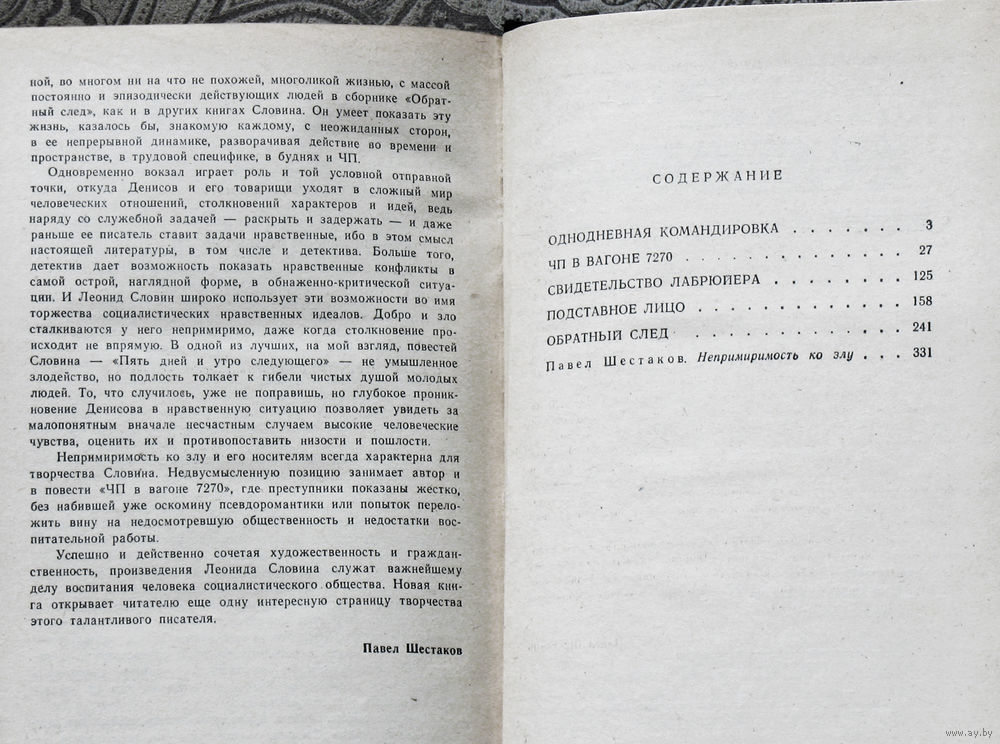 ной, во многом ни на что не похожей, многоликой жизнью, с массой
постоянно и эпизодически действующих людей в сборнике «Обрат-
ный след», как и в других книгах Словина. Он умеет показать эту
жизнь, казалось бы, знакомую каждому, с неожиданных сторон,
в ее непрерывной динамике, разворачивая действие во времени и
пространстве, в трудовой специфике, в буднях и ЧП.
Одновременно вокзал играет роль и той условной отправной
точки, откуда Денисов и его товарищи уходят в сложный мир
человеческих отношений, столкновений характеров и идей, ведь
наряду со служебной задачей — раскрыть и задержать — и даже
раньше ее писатель ставит задачи нравственные, ибо в этом смысл
настоящей литературы, в том числе и детектива. Больше того,
детектив дает возможность показать нравственные конфликты в
самой острой, наглядной форме, в обнаженно-критической ситуа-
ции. И Леонид Словин широко использует эти возможности во имя
торжества социалистических нравственных идеалов. Добро и зло
сталкиваются у него непримиримо, даже когда столкновение про-
исходит не впрямую. В одной из лучших, на мой взгляд, повестей
Словина — «Пять дней и утро следующего» — не умышленное
злодейство, но подлость толкает к гибели чистых душой молодых
людей. То, что случилось, уже не поправишь, но глубокое проник-
новение Денисова в нравственную ситуацию позволяет увидеть за
малопонятным вначале несчастным случаем высокие человеческие
чувства, оценить их и противопоставить низости и пошлости.
Непримиримость ко злу и его носителям всегда характерна для
творчества Словина. Недвусмысленную позицию занимает автор и
в повести «ЧП в вагоне 7270», где преступники показаны жестко,
без набившей уже оскомину псевдоромантики или попыток перело-
жить вину на недосмотревшую общественность и недостатки вос-
питательной работы.
Успешно и действенно сочетая художественность и граждан-
ственность, произведения Леонида Словина служат важнейшему
делу воспитания человека социалистического общества. Новая кни-
га открывает читателю еще одну интересную страницу творчества
этого талантливого писателя.
Павел Шестаков
СОДЕРЖАНИЕ
ОДНОДНЕВНАЯ КОМАНДИРОВКА . . . . . . . 3
ЧП В ВАГОНЕ 7270 . . . . . . . . . . . 27
СВИДЕТЕЛЬСТВО ЛАБРЮЙЕРА . . . . . . . . 125
ПОДСТАВНОЕ ЛИЦО . . . . . . . . . . . 158
ОБРАТНЫЙ СЛЕД . . . . . . . . . . . . 241
Павел Шестаков. Непримиримость ко злу . . . 331
www.ay.by